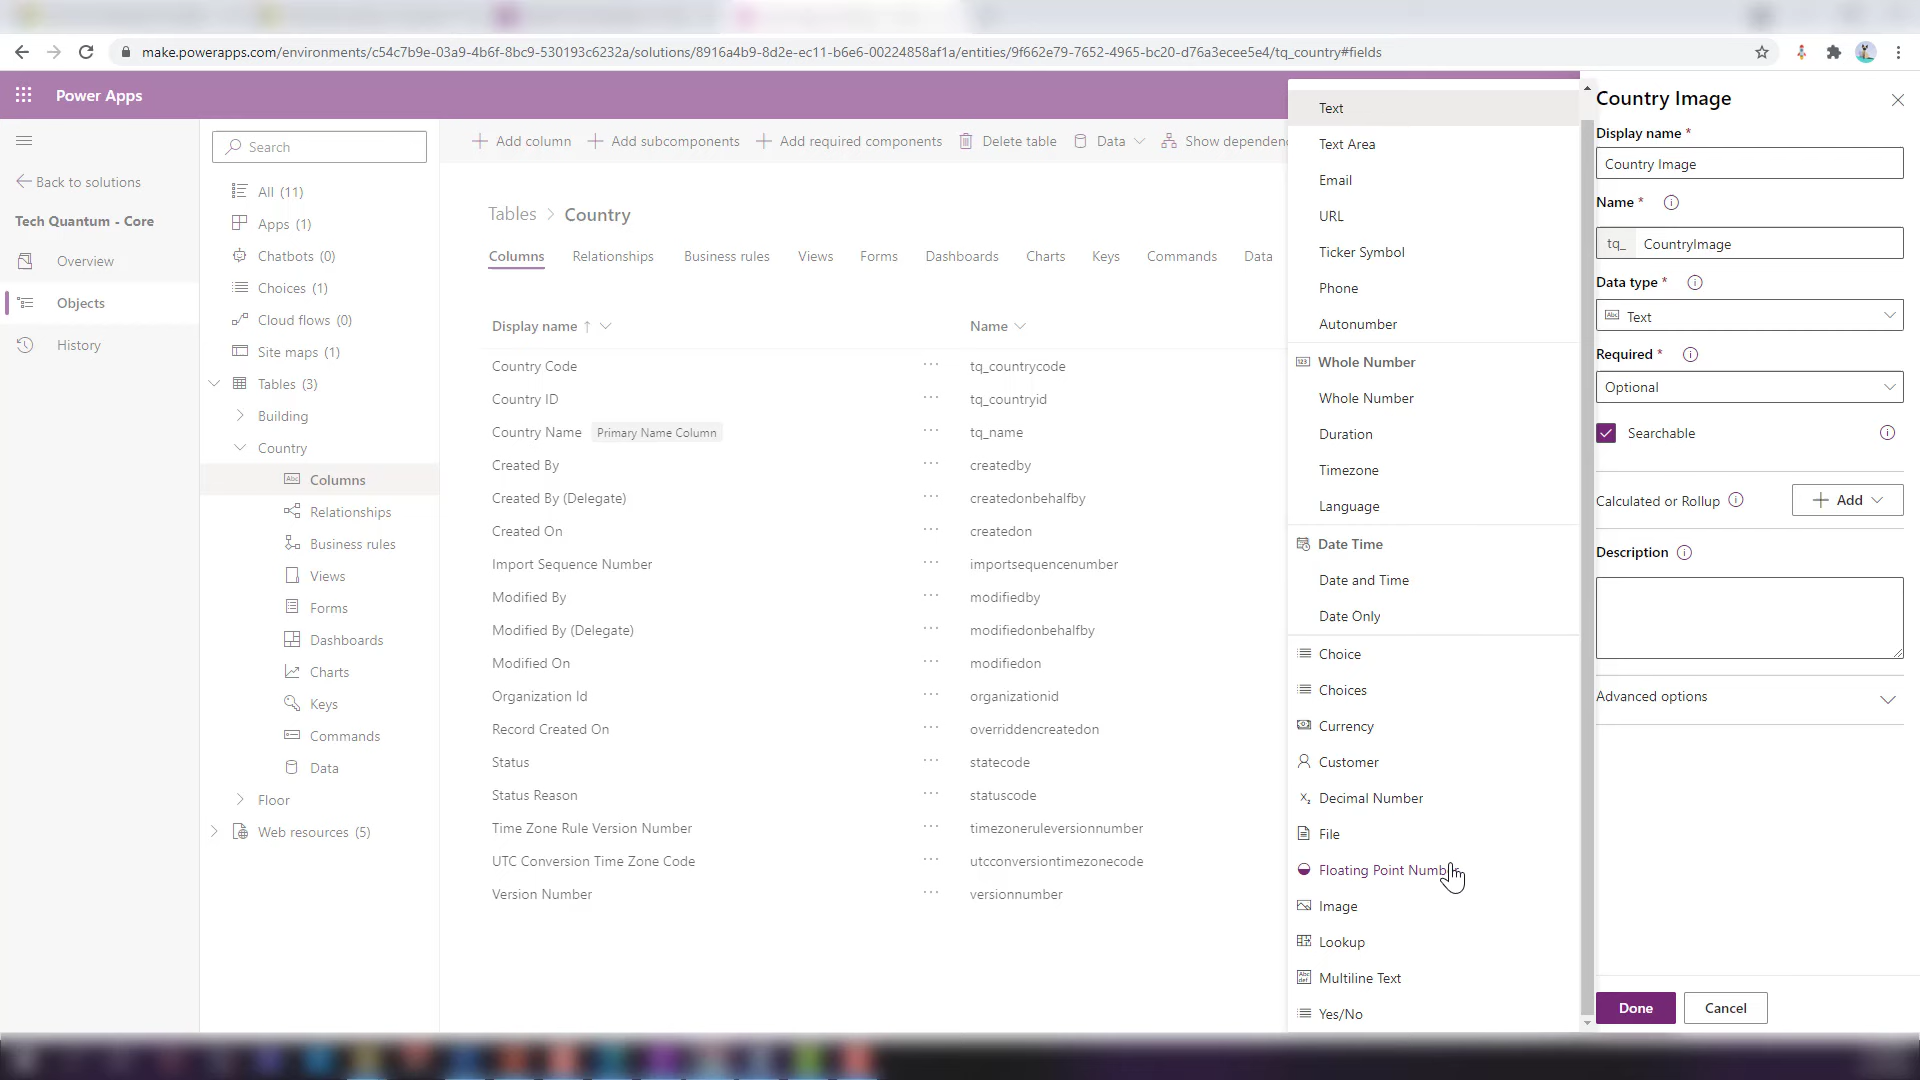 make.powerapps.com/environments/c54c7b9e-03a9-4b6f-8bc9-530193c6232a/solutions/8916a4b9-8d2e-ec11-b6e6-00224858af1a/entities/9f662e79-7652-4965-bc20-d76a3ecee5e4/tq_country#fields
Power Apps
Search
Back to solutions
Tech Quantum - Core
Overview
Objects
History
All (11)
Apps (1)
Chatbots (0)
Choices (1)
Cloud flows (0)
Site maps (1)
Tables (3)
Building
Country
Columns
Relationships
Business rules
Views
Forms
Dashboards
Charts
Keys
Commands
Data
Floor
Web resources (5)
Add column Add subcomponents Add required components Delete table Data Show dependen
Tables > Country
Columns Relationships Business rules Views Forms Dashboards Charts Keys Commands Data
Display name ↑ Name
Country Code ... tq_countrycode
Country ID ... tq_countryid
Country Name Primary Name Column ... tq_name
Created By ... createdby
Created By (Delegate) ... createdonbehalfby
Created On ... createdon
Import Sequence Number ... importsequencenumber
Modified By ... modifiedby
Modified By (Delegate) ... modifiedonbehalfby
Modified On ... modifiedon
Organization Id ... organizationid
Record Created On ... overriddencreatedon
Status ... statecode
Status Reason ... statuscode
Time Zone Rule Version Number ... timezoneruleversionnumber
UTC Conversion Time Zone Code ... utcconversiontimezonecode
Version Number ... versionnumber
Text
Text Area
Email
URL
Ticker Symbol
Phone
Autonumber
Whole Number
Whole Number
Duration
Timezone
Language
Date Time
Date and Time
Date Only
Choice
Choices
Currency
Customer
Decimal Number
File
Floating Point Number
Image
Lookup
Multiline Text
Yes/No
Country Image
Display name *
Country Image
Name *
tq_ CountryImage
Data type *
Abc Text
Required *
Optional
Searchable
Calculated or Rollup + Add
Description
Advanced options
Done Cancel